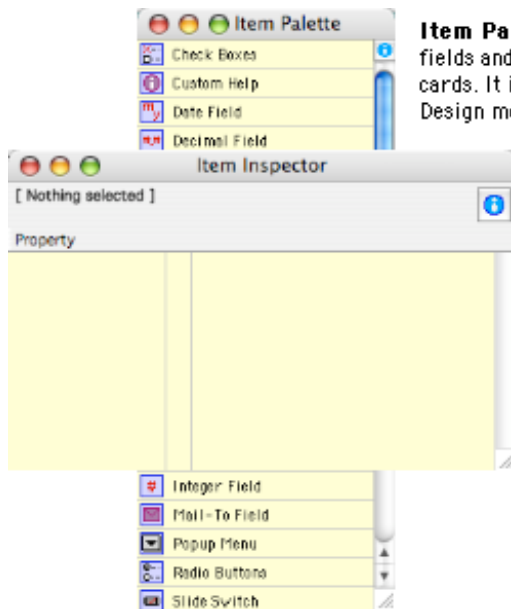 Item Palette
Check Boxes
Custom Help
Date Field
Decimal Field
Item Pa
fields and
cards. It i
Design m
Item Inspector
[ Nothing selected ]
Property
Integer Field
Mail-To Field
Popup Menu
Radio Buttons
Slide Switch